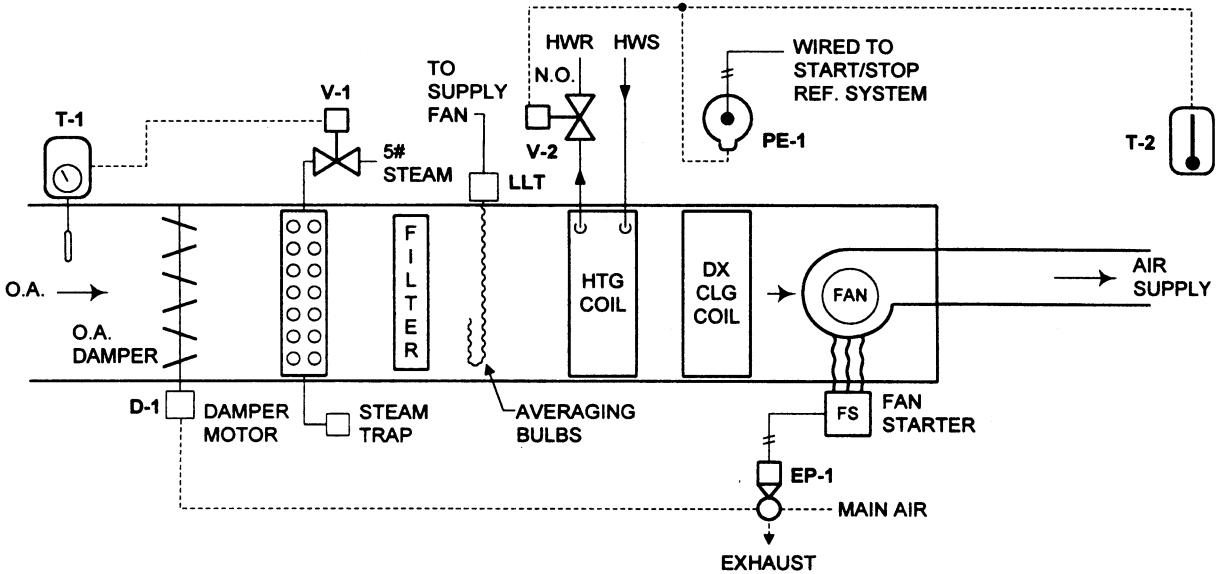 HWR HWS
WIRED TO
START/STOP
REF. SYSTEM
TO
SUPPLY
FAN
N.O.
V-1
T-1
PE-1
T-2
V-2
5#
STEAM
LLT
F
I
L
T
E
R
HTG
COIL
DX
CLG
COIL
FAN
AIR
SUPPLY
O.A.
O.A.
DAMPER
D-1
DAMPER
MOTOR
STEAM
TRAP
AVERAGING
BULBS
FS
FAN
STARTER
EP-1
MAIN AIR
EXHAUST